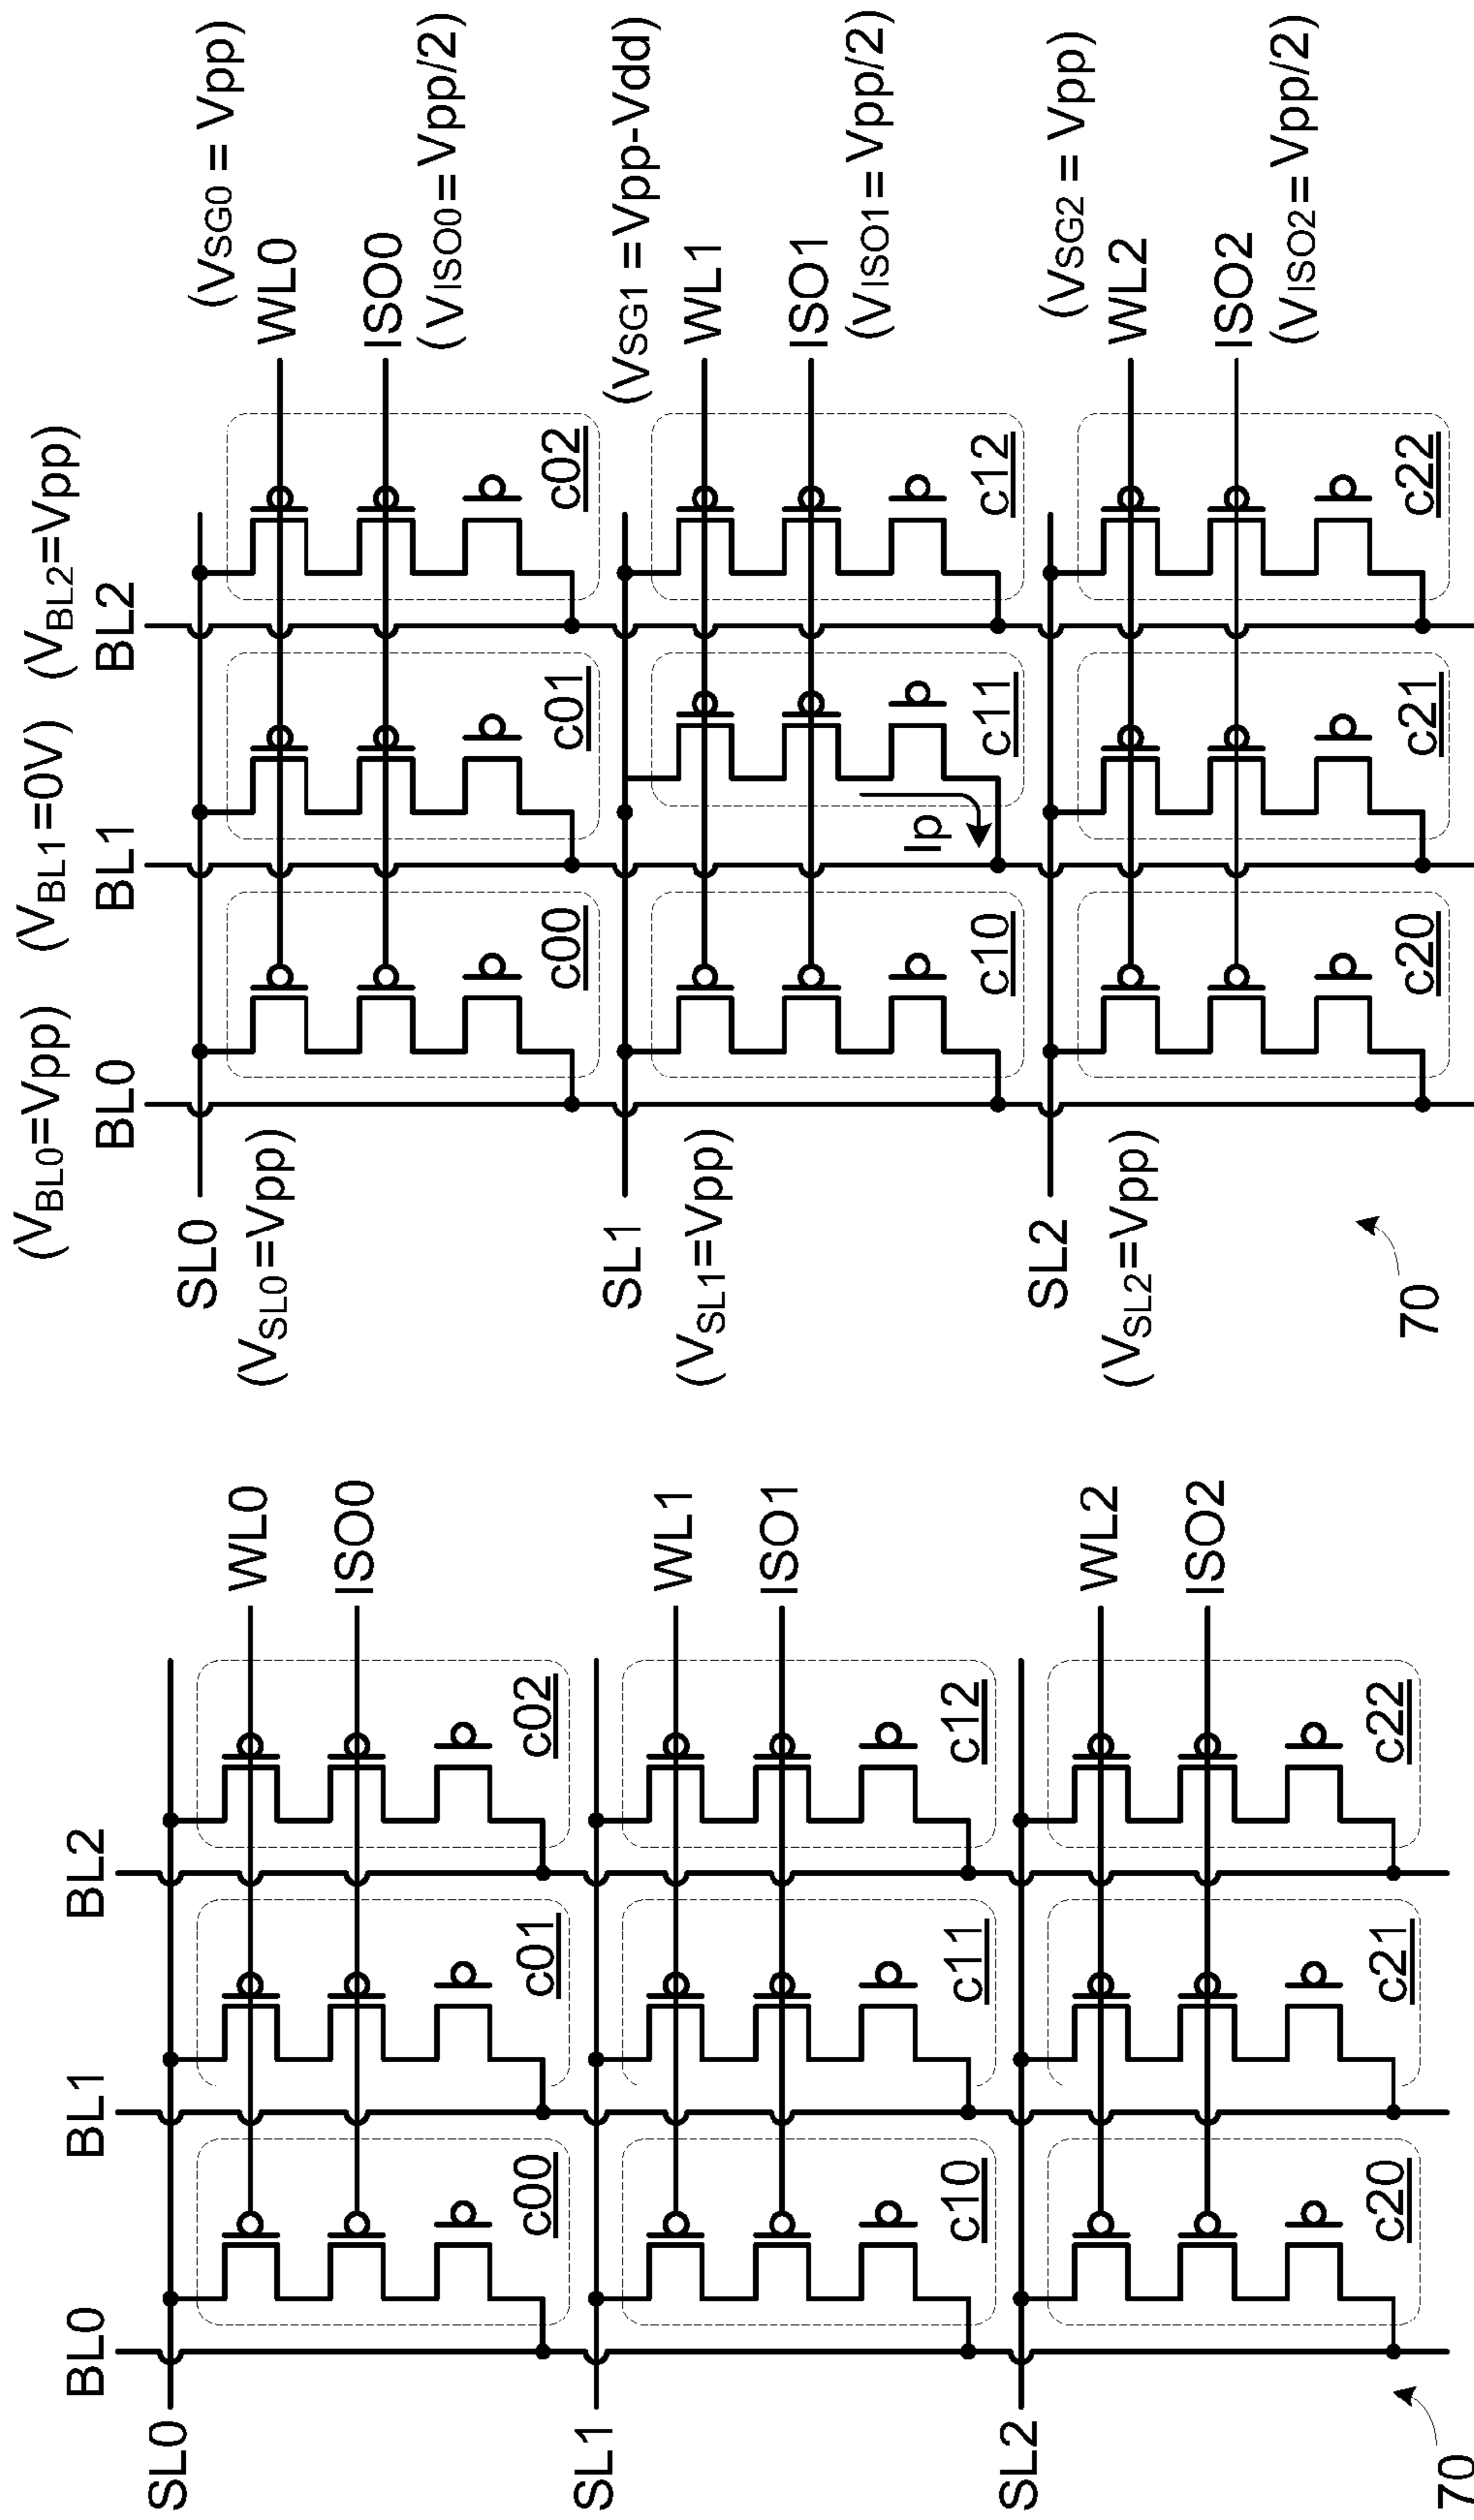 BL0 BL1 BL2
SL0
WL0
ISO0
c00 c01 c02
SL1
WL1
ISO1
c10 c11 c12
SL2
WL2
ISO2
c20 c21 c22
70
(VBL0=Vpp) (VBL1=0V) (VBL2=Vpp)
BL0 BL1 BL2
(VSG0 = Vpp)
SL0
WL0
(VSL0=Vpp)
ISO0
(VISO0= Vpp/2)
c00 c01 c02
(VSG1=Vpp-Vdd)
SL1
WL1
(VSL1=Vpp)
ISO1
(VISO1= Vpp/2)
Ip
c10 c11 c12
(VSG2 = Vpp)
SL2
WL2
(VSL2=Vpp)
ISO2
(VISO2= Vpp/2)
c20 c21 c22
70